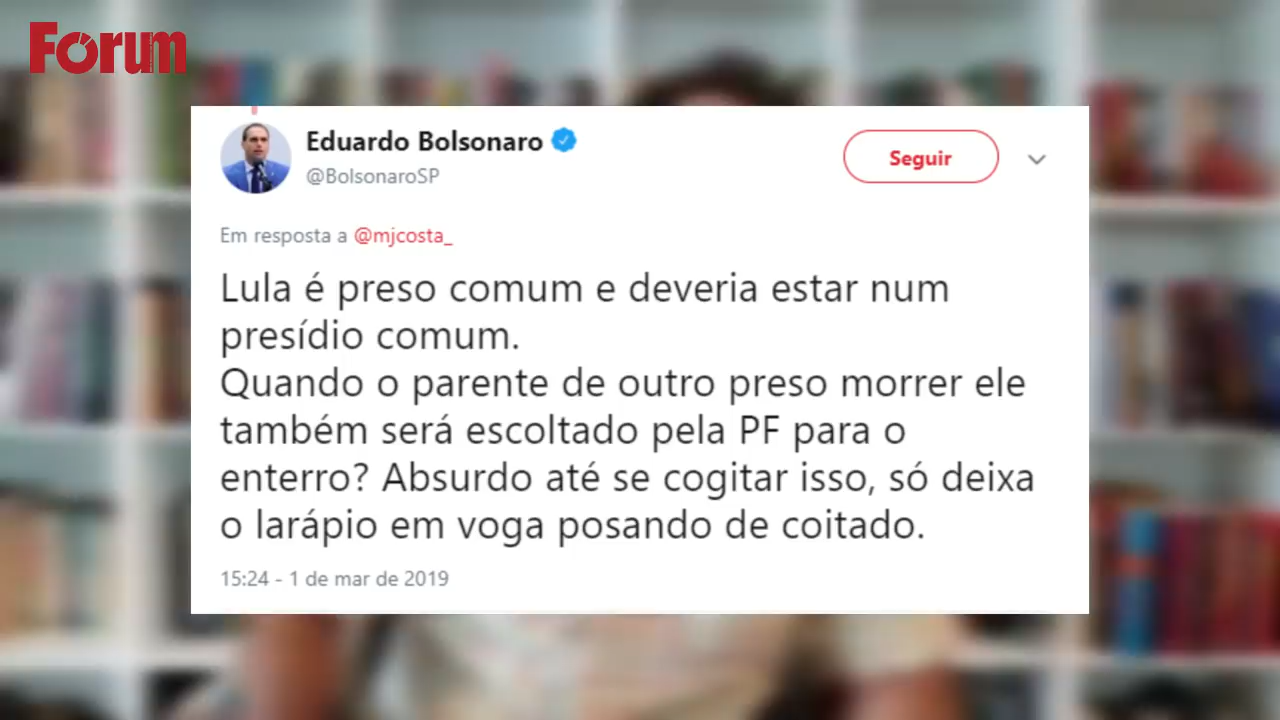 Fórum
Eduardo Bolsonaro
@BolsonaroSP
Seguir
Em resposta a @mjcosta_
Lula é preso comum e deveria estar num
presídio comum.
Quando o parente de outro preso morrer ele
também será escoltado pela PF para o
enterro? Absurdo até se cogitar isso, só deixa
o larápio em voga posando de coitado.
15:24 - 1 de mar de 2019